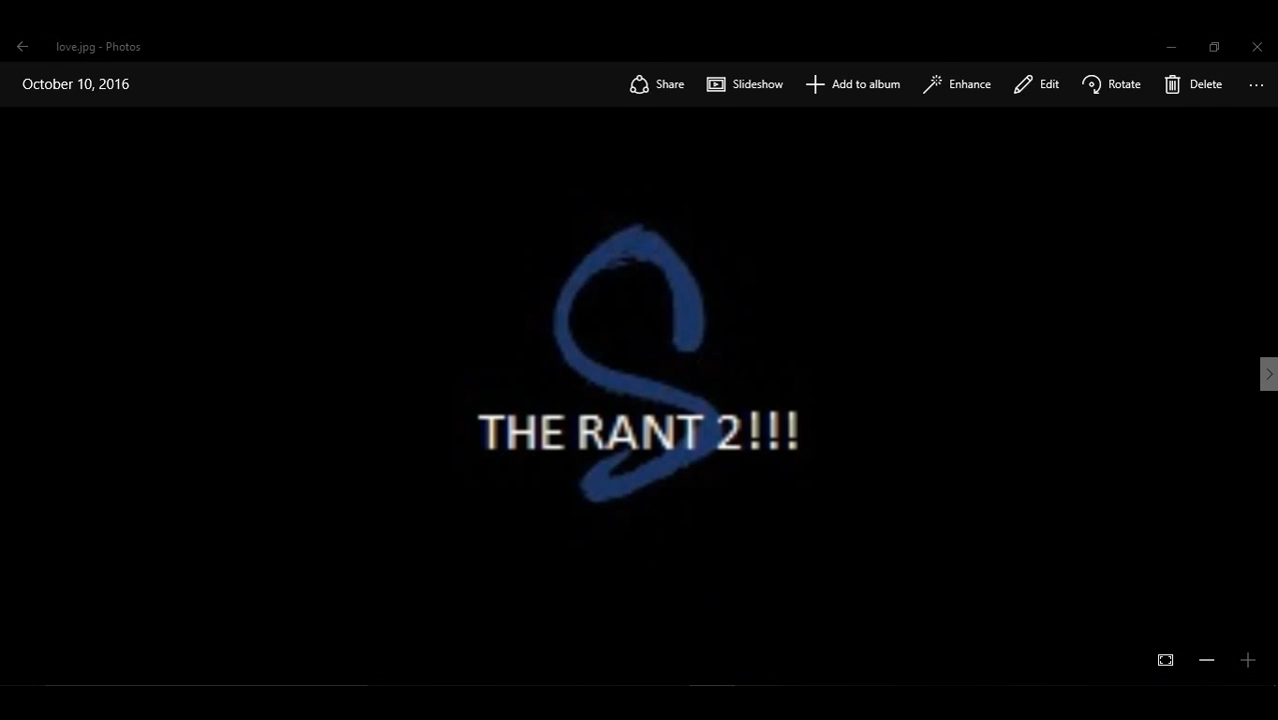 love.jpg - Photos
October 10, 2016
Share
Slideshow
Add to album
Enhance
Edit
Rotate
Delete
S
THE RANT 2!!!